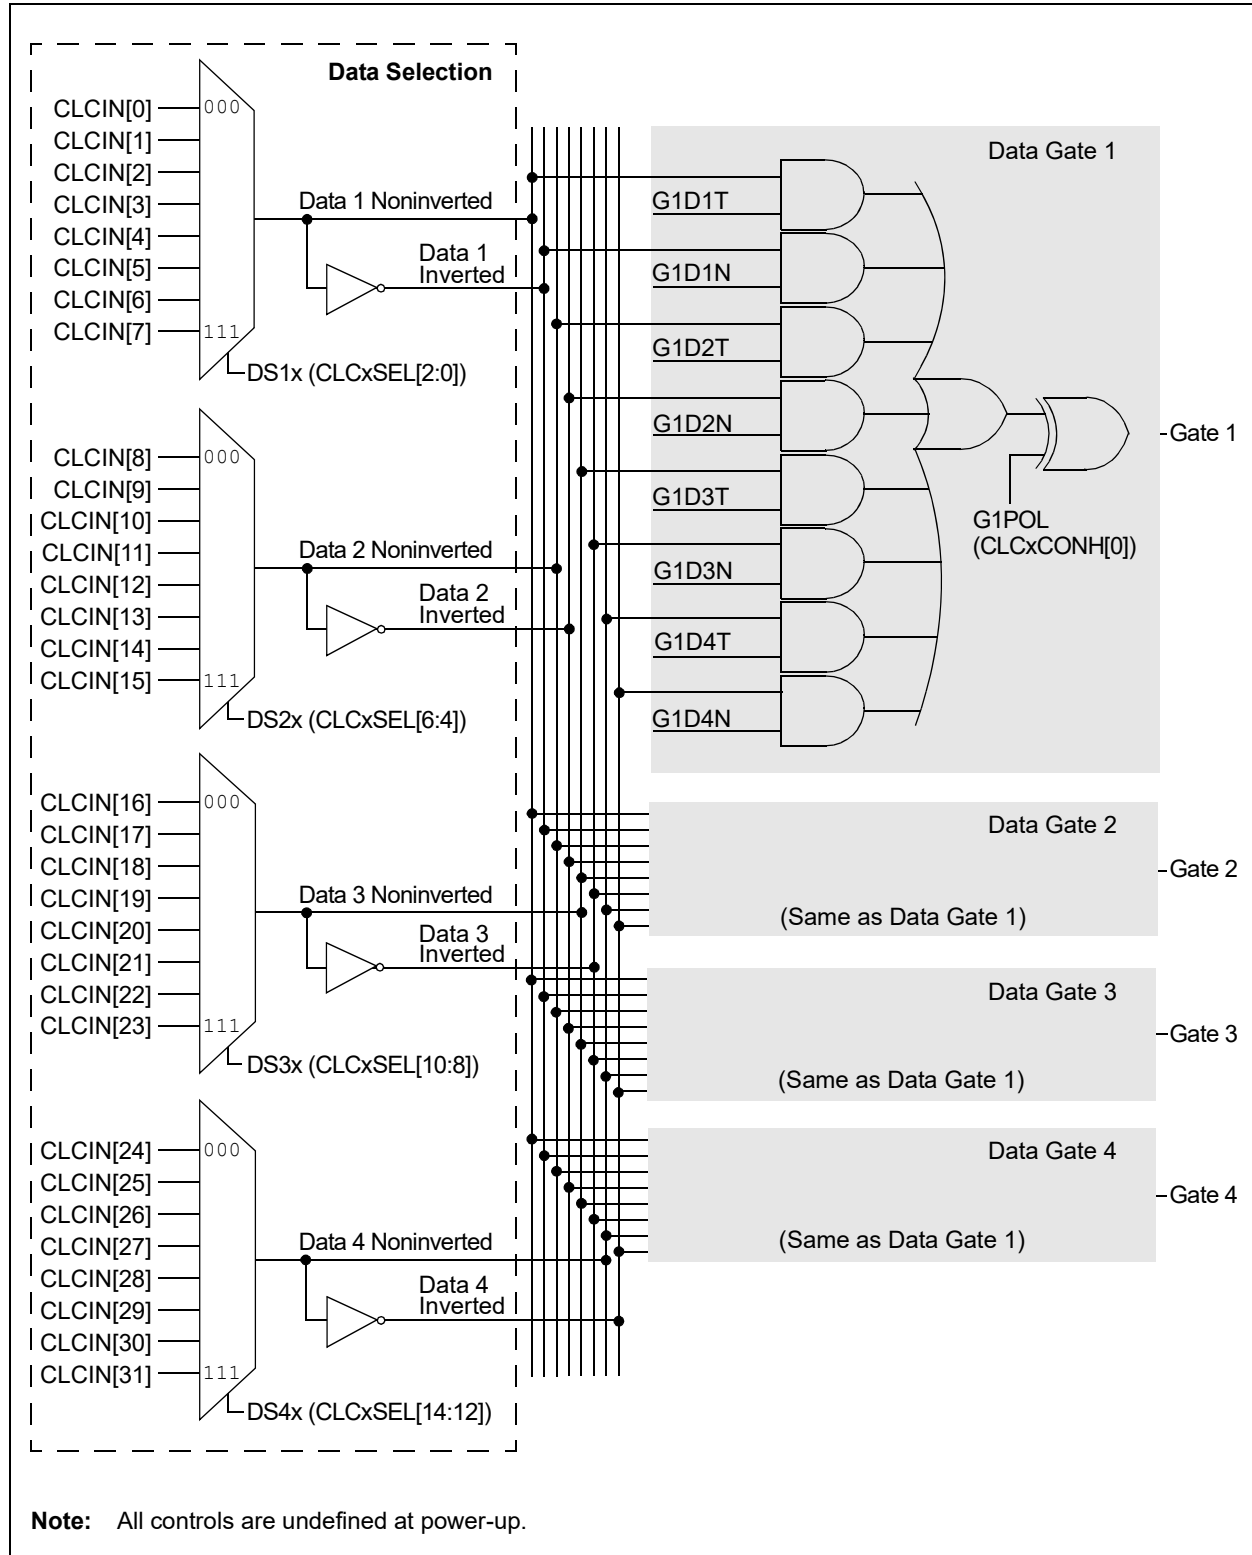 Data Selection
CLCIN[0]
CLCIN[1]
CLCIN[2]
CLCIN[3]
CLCIN[4]
CLCIN[5]
CLCIN[6]
CLCIN[7]
000
111
Data 1 Noninverted
Data 1
Inverted
DS1x (CLCxSEL[2:0])
CLCIN[8]
CLCIN[9]
CLCIN[10]
CLCIN[11]
CLCIN[12]
CLCIN[13]
CLCIN[14]
CLCIN[15]
000
111
Data 2 Noninverted
Data 2
Inverted
DS2x (CLCxSEL[6:4])
CLCIN[16]
CLCIN[17]
CLCIN[18]
CLCIN[19]
CLCIN[20]
CLCIN[21]
CLCIN[22]
CLCIN[23]
000
111
Data 3 Noninverted
Data 3
Inverted
DS3x (CLCxSEL[10:8])
CLCIN[24]
CLCIN[25]
CLCIN[26]
CLCIN[27]
CLCIN[28]
CLCIN[29]
CLCIN[30]
CLCIN[31]
000
111
Data 4 Noninverted
Data 4
Inverted
DS4x (CLCxSEL[14:12])
Data Gate 1
G1D1T
G1D1N
G1D2T
G1D2N
G1D3T
G1D3N
G1D4T
G1D4N
G1POL
(CLCxCONH[0])
Gate 1
Data Gate 2
(Same as Data Gate 1)
Gate 2
Data Gate 3
(Same as Data Gate 1)
Gate 3
Data Gate 4
(Same as Data Gate 1)
Gate 4
Note: All controls are undefined at power-up.